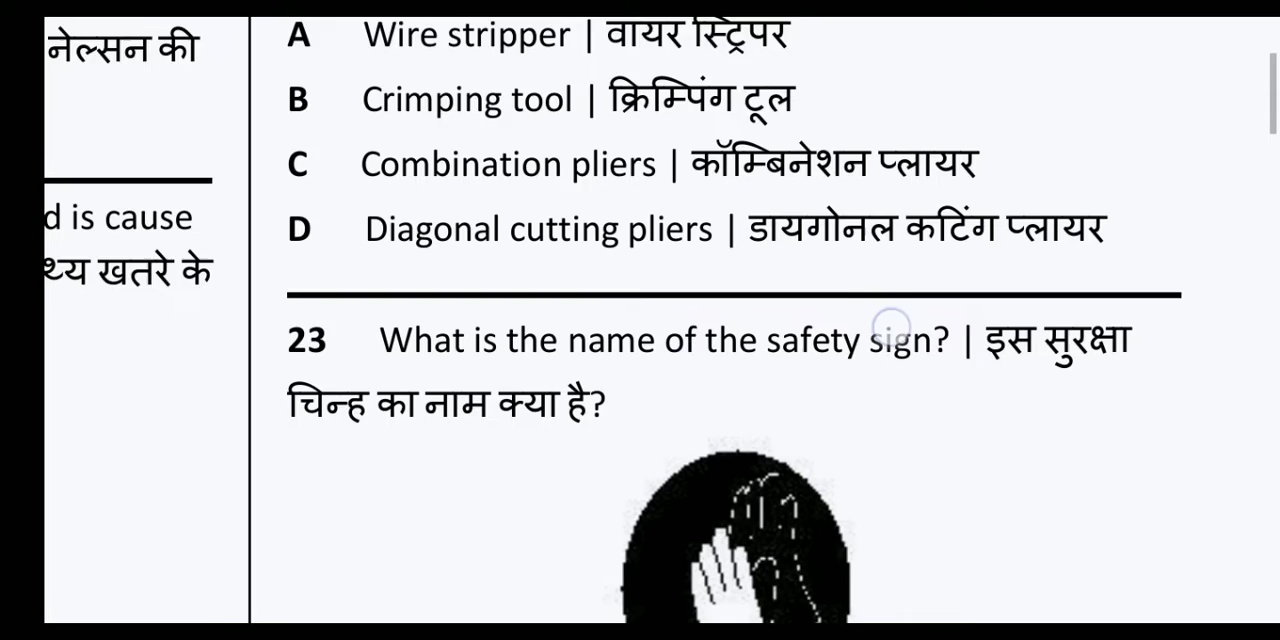 नेल्सन की
d is cause
थ्य खतरे के
A Wire stripper | वायर स्ट्रिपर
B Crimping tool | क्रिम्पिंग टूल
C Combination pliers | कॉम्बिनेशन प्लायर
D Diagonal cutting pliers | डायगोनल कटिंग प्लायर
23 What is the name of the safety sign? | इस सुरक्षा
चिन्ह का नाम क्या है?